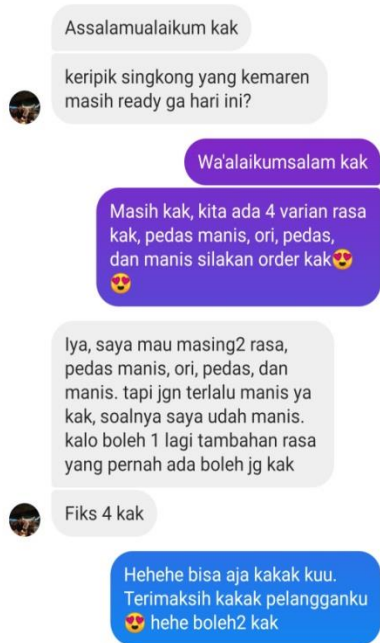 Assalamualaikum kak
keripik singkong yang kemaren
masih ready ga hari ini?
Wa'alaikumsalam kak
Masih kak, kita ada 4 varian rasa
kak, pedas manis, ori, pedas,
dan manis silakan order kak😍
😍
Iya, saya mau masing2 rasa,
pedas manis, ori, pedas, dan
manis. tapi jgn terlalu manis ya
kak, soalnya saya udah manis.
kalo boleh 1 lagi tambahan rasa
yang pernah ada boleh jg kak
Fiks 4 kak
Hehehe bisa aja kakak kuu.
Terimaksih kakak pelangganku
😍 hehe boleh2 kak